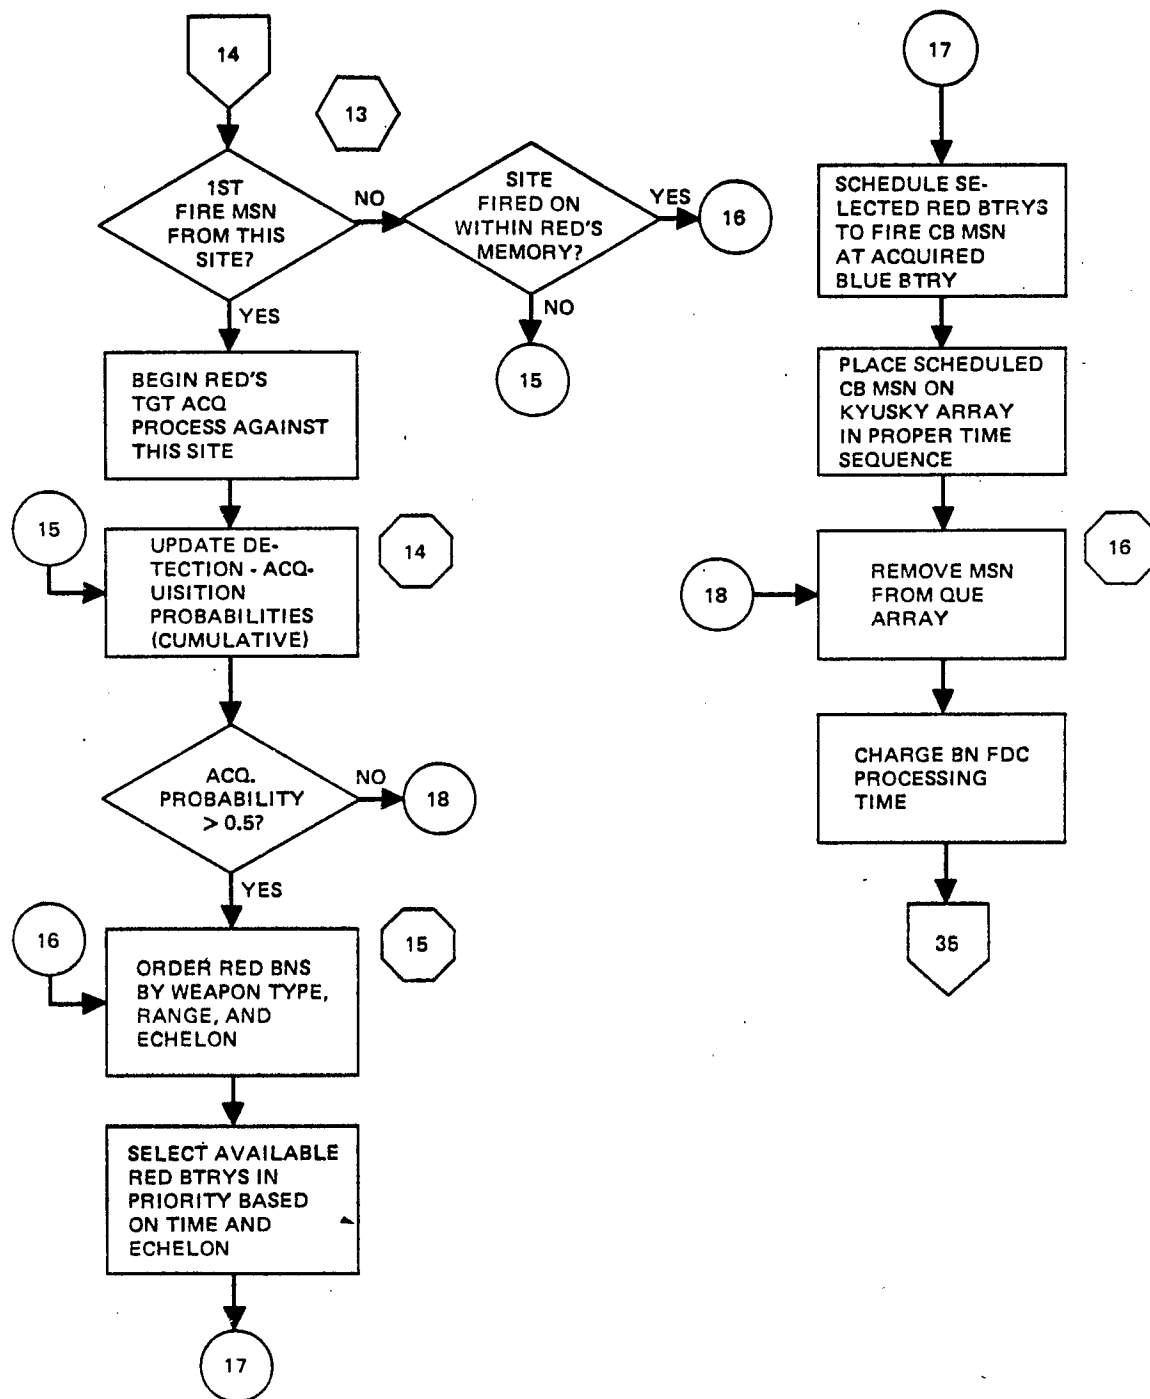 14
13
1ST
FIRE MSN
FROM THIS
SITE?
NO
SITE
FIRED ON
WITHIN RED'S
MEMORY?
YES
16
NO
15
YES
BEGIN RED'S
TGT ACQ
PROCESS AGAINST
THIS SITE
15
14
UPDATE DE-
TECTION - ACQ-
UISITION
PROBABILITIES
(CUMULATIVE)
ACQ.
PROBABILITY
> 0.5?
NO
18
YES
16
15
ORDER RED BNS
BY WEAPON TYPE,
RANGE, AND
ECHELON
SELECT AVAILABLE
RED BTRYS IN
PRIORITY BASED
ON TIME AND
ECHELON
17
17
SCHEDULE SE-
LECTED RED BTRYS
TO FIRE CB MSN
AT ACQUIRED
BLUE BTRY
PLACE SCHEDULED
CB MSN ON
KYUSKY ARRAY
IN PROPER TIME
SEQUENCE
16
18
REMOVE MSN
FROM QUE
ARRAY
CHARGE BN FDC
PROCESSING
TIME
35